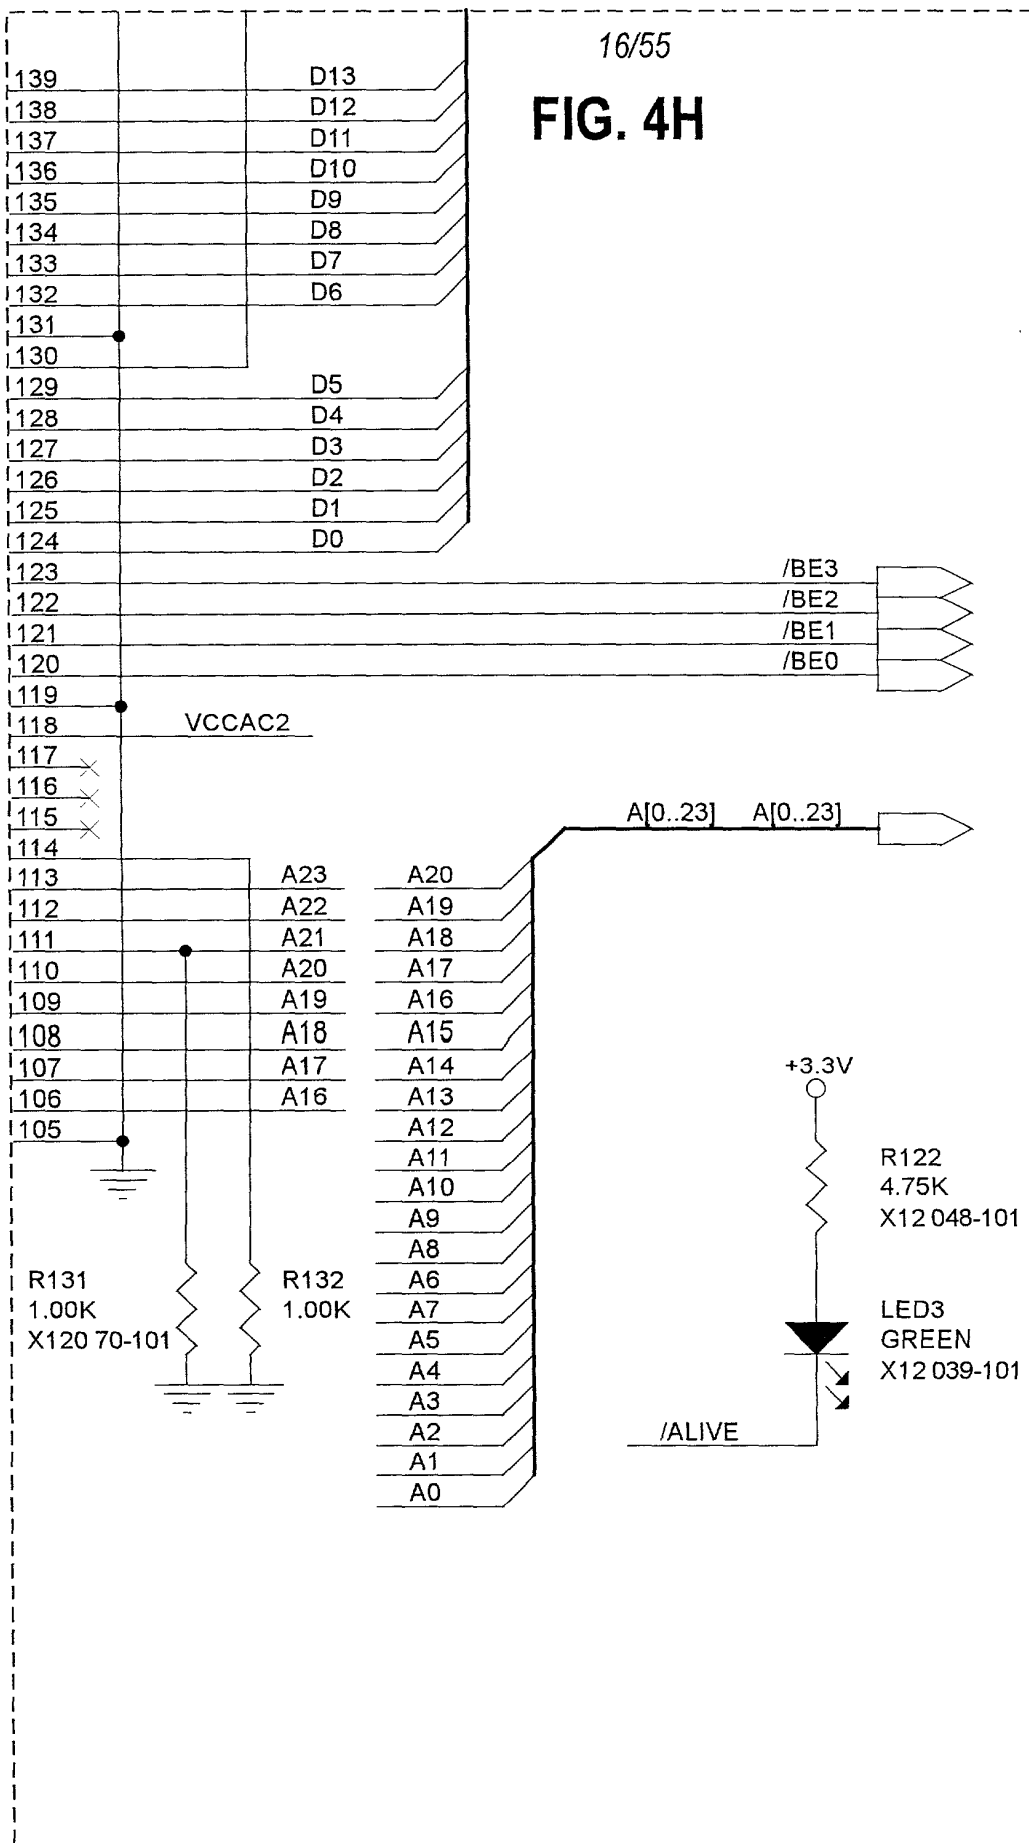 16/55
FIG. 4H
139 D13
138 D12
137 D11
136 D10
135 D9
134 D8
133 D7
132 D6
131
130
129 D5
128 D4
127 D3
126 D2
125 D1
124 D0
123 /BE3
122 /BE2
121 /BE1
120 /BE0
119
118 VCCAC2
117
116
115
A[0..23] A[0..23]
114
113 A23 A20
112 A22 A19
111 A21 A18
110 A20 A17
109 A19 A16
108 A18 A15
107 A17 A14
106 A16 A13
105 A12
A11
A10
A9
A8
A6
A7
A5
A4
A3
A2
A1
A0
+3.3V
R122
4.75K
X12 048-101
R131
1.00K
X120 70-101
R132
1.00K
LED3
GREEN
X12 039-101
/ALIVE